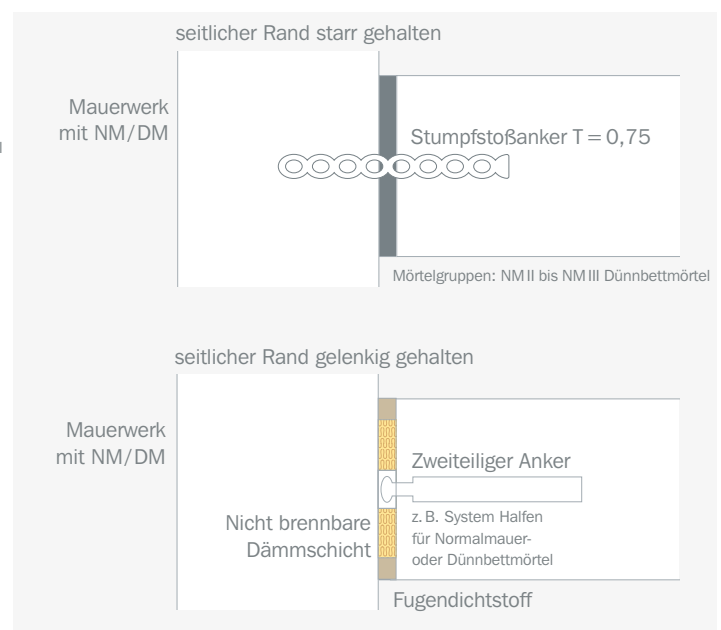 seitlicher Rand starr gehalten
Mauerwerk
mit NM/DM
Stumpfstoßanker T = 0,75
Mörtelgruppen: NM II bis NM III Dünnbettmörtel
seitlicher Rand gelenkig gehalten
Mauerwerk
mit NM/DM
Zweiteiliger Anker
z. B. System Halfen
für Normalmauer-
oder Dünnbettmörtel
Nicht brennbare
Dämmschicht
Fugendichtstoff